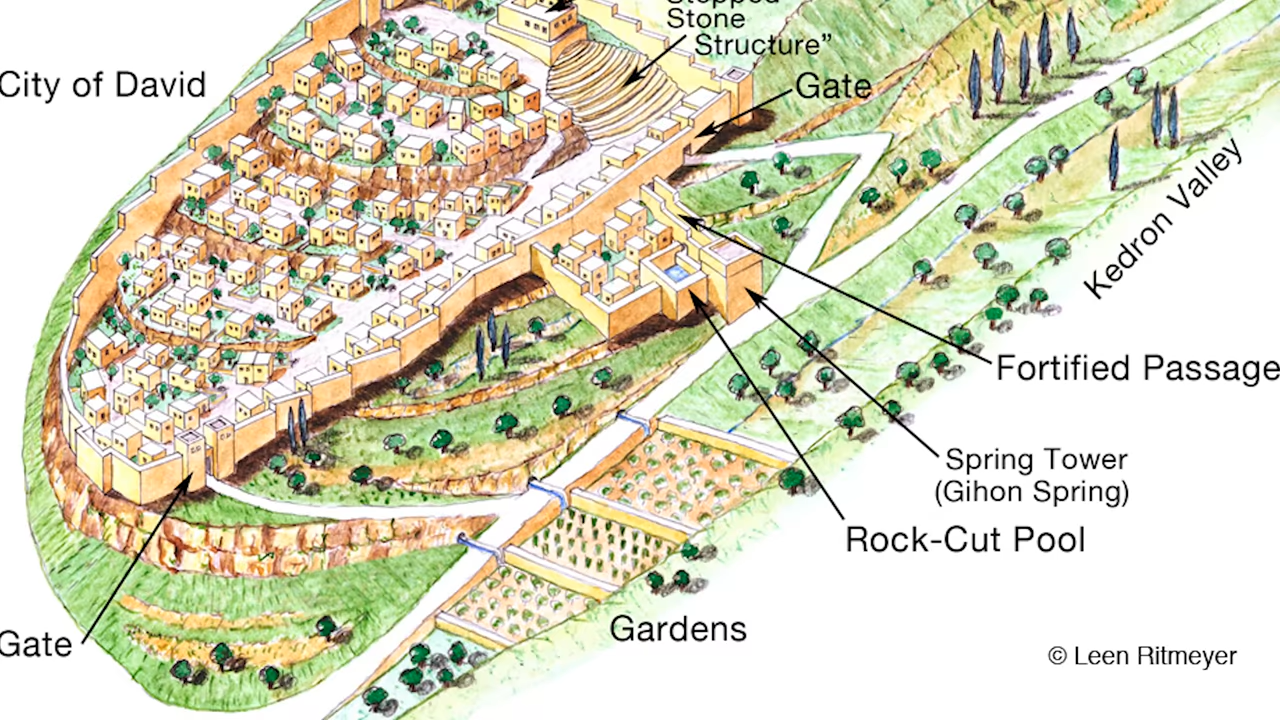 Stepped
Stone
Structure”
City of David
Gate
Kedron Valley
Fortified Passage
Spring Tower
(Gihon Spring)
Rock-Cut Pool
Gate
Gardens
© Leen Ritmeyer